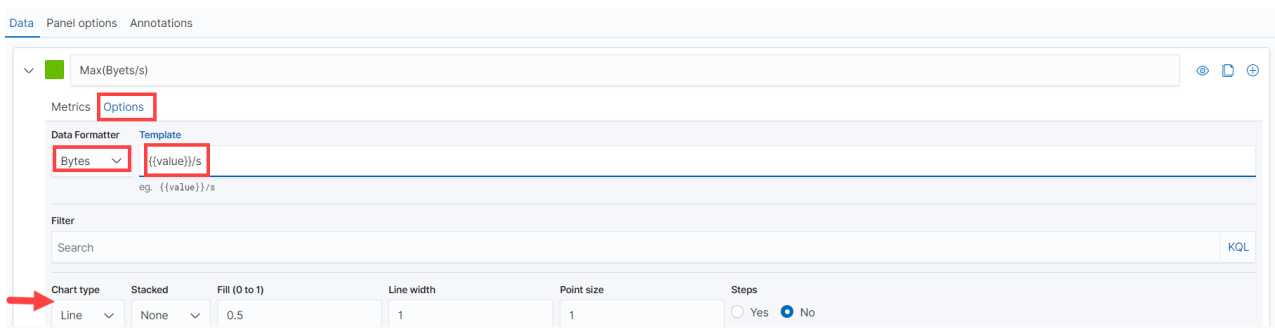 Data Panel options Annotations
Max(Byets/s)
Metrics Options
Data Formatter Template
Bytes {{value}}/s
eg. {{value}}/s
Filter
Search KQL
Chart type Stacked Fill (0 to 1) Line width Point size Steps
Line None 0.5 1 1 Yes No